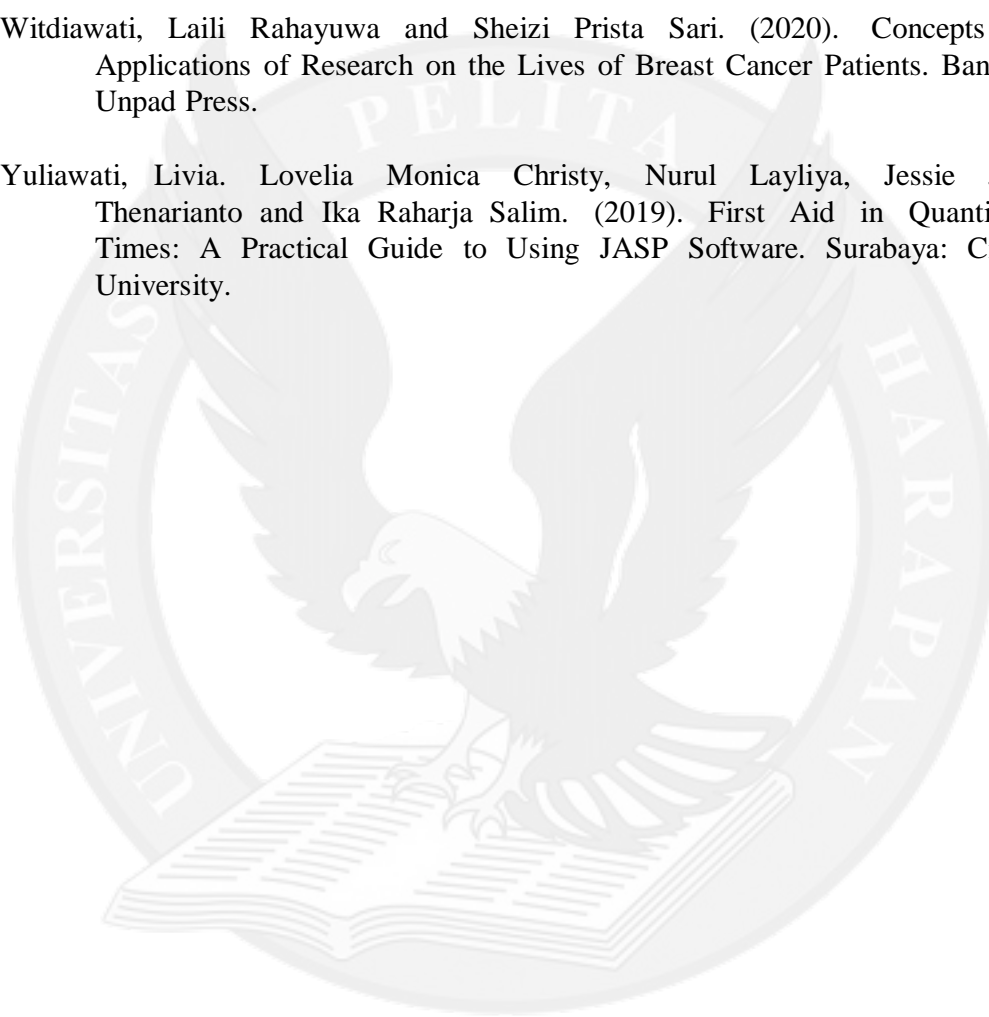 Witdiawati, Laili Rahayuwa and Sheizi Prista Sari. (2020). Concepts
Applications of Research on the Lives of Breast Cancer Patients.
Unpad Press.
Yuliawati, Livia. Lovelia Monica Christy, Nurul Layliya, Jessie
Thenarianto and Ika Raharja Salim. (2019). First Aid in
Times: A Practical Guide to Using JASP Software. Surabaya:
University.
UNIVERSITAS PELITA HARAPAN